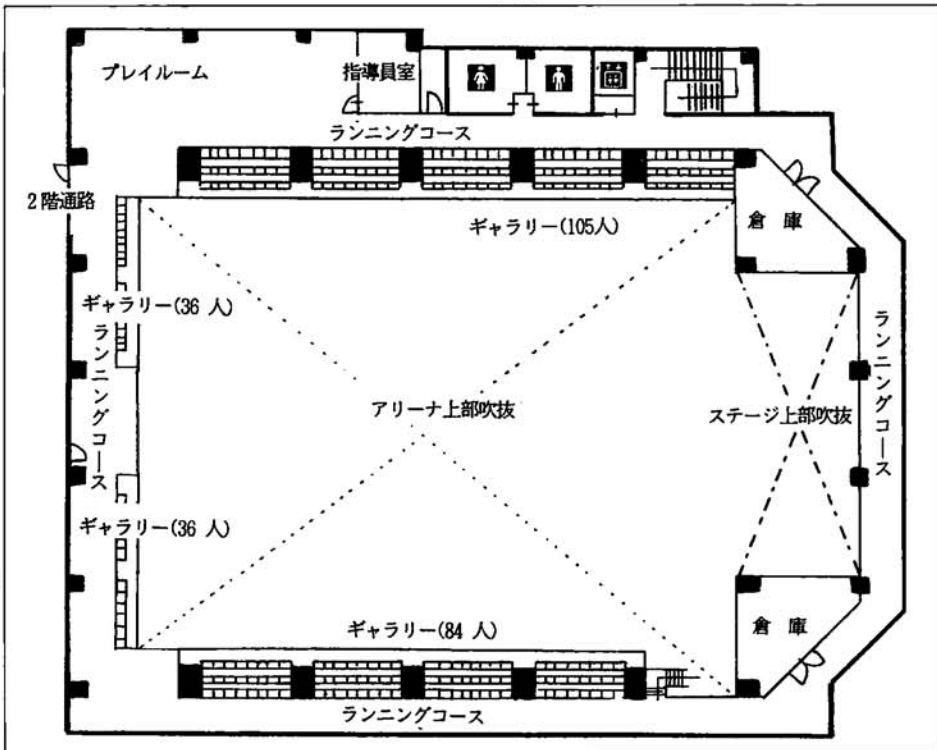 プレイルーム
指導員室
ランニングコース
2階通路
ギャラリー(105人)
倉庫
ギャラリー(36 人)
ランニングコース
ランニングコース
アリーナ上部吹抜
ステージ上部吹抜
ギャラリー(36 人)
ギャラリー(84 人)
倉庫
ランニングコース